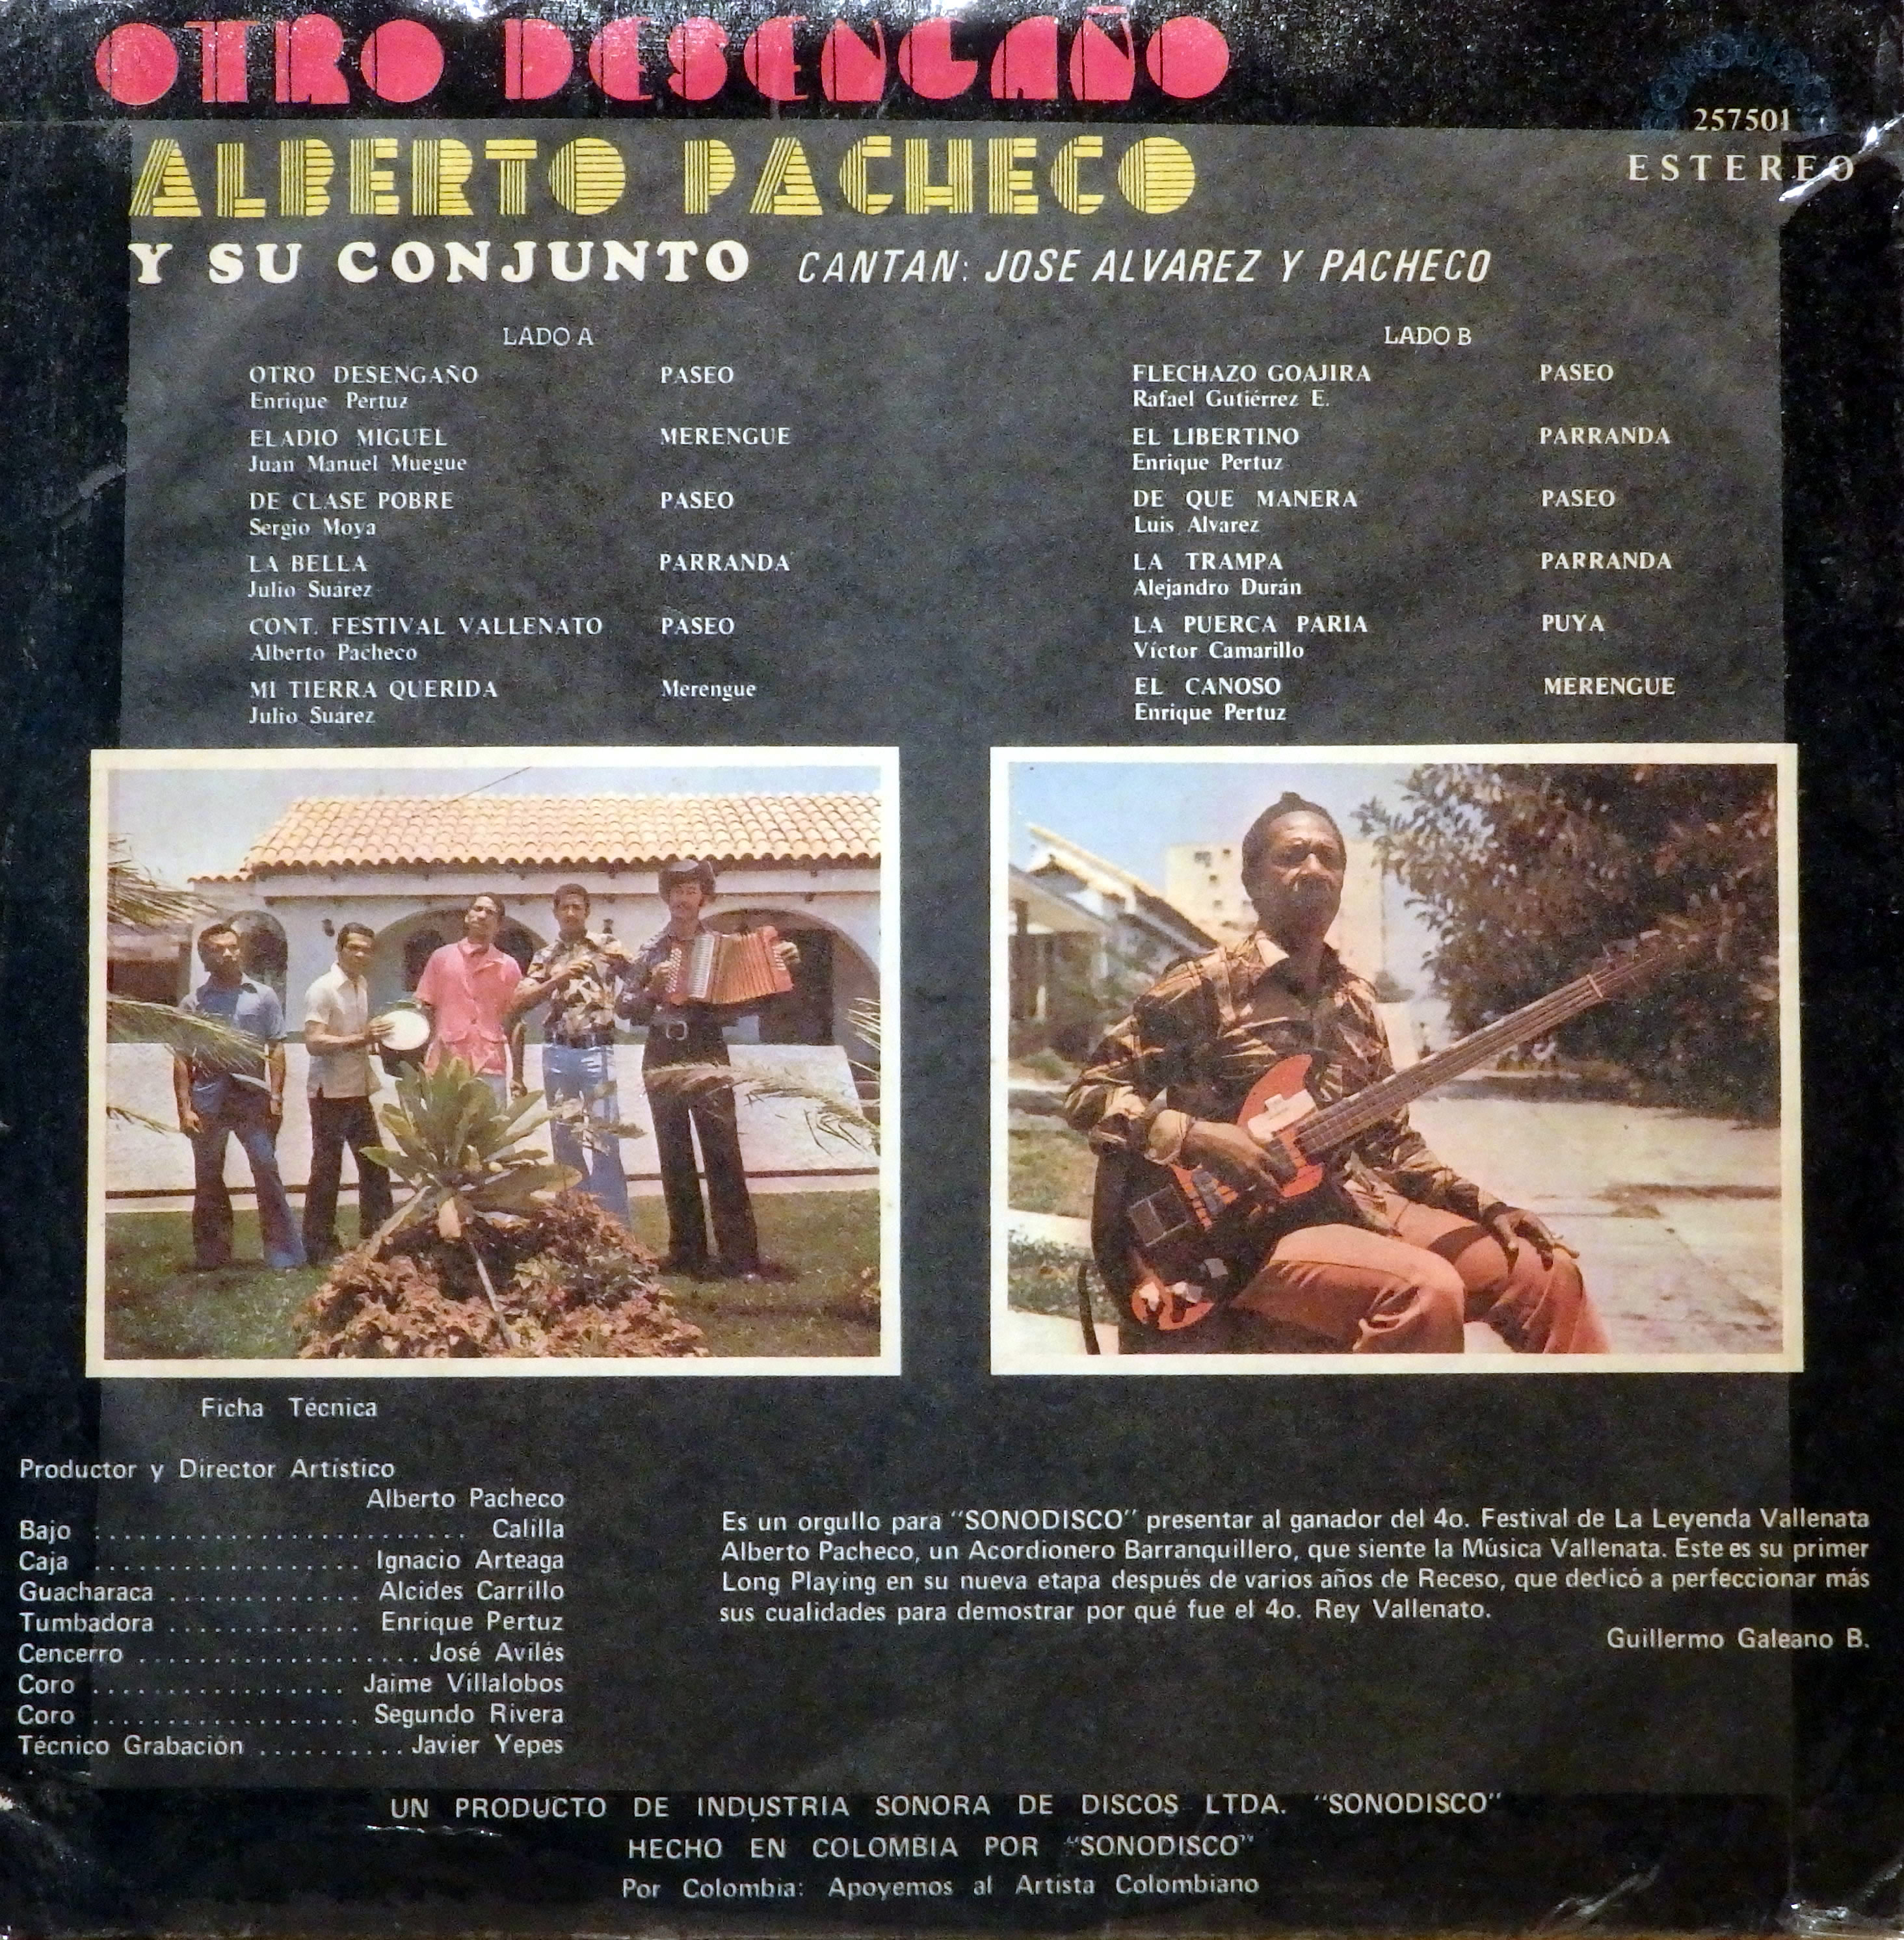 OTRO DESENGAÑO
257501
ESTEREO
ALBERTO PACHECO
Y SU CONJUNTO CANTAN: JOSE ALVAREZ Y PACHECO
LADO A
OTRO DESENGAÑO PASEO
Enrique Pertuz
ELADIO MIGUEL MERENGUE
Juan Manuel Muegue
DE CLASE POBRE PASEO
Sergio Moya
LA BELLA PARRANDA
Julio Suárez
CONT. FESTIVAL VALLENATO PASEO
Alberto Pacheco
MI TIERRA QUERIDA Merengue
Julio Suárez
LADO B
FLECHAZO GOAJIRA PASEO
Rafael Gutiérrez E.
EL LIBERTINO PARRANDA
Enrique Pertuz
DE QUE MANERA PASEO
Luis Alvarez
LA TRAMPA PARRANDA
Alejandro Durán
LA PUERCA PARIA PUYA
Víctor Camarillo
EL CANOSO MERENGUE
Enrique Pertuz
Ficha Técnica
Productor y Director Artístico
Alberto Pacheco
Bajo .......................... Calilla
Caja .................. Ignacio Arteaga
Guacharaca ............. Alcides Carrillo
Tumbadora ............. Enrique Pertuz
Cencerro ................... José Avilés
Coro ................. Jaime Villalobos
Coro .................. Segundo Rivera
Técnico Grabación .......... Javier Yepes
Es un orgullo para "SONODISCO" presentar al ganador del 4o. Festival de La Leyenda Vallenata
Alberto Pacheco, un Acordionero Barranquillero, que siente la Música Vallenata. Este es su primer
Long Playing en su nueva etapa después de varios años de Receso, que dedicó a perfeccionar más
sus cualidades para demostrar por qué fue el 4o. Rey Vallenato.
Guillermo Galeano B.
UN PRODUCTO DE INDUSTRIA SONORA DE DISCOS LTDA. "SONODISCO"
HECHO EN COLOMBIA POR "SONODISCO"
Por Colombia: Apoyemos al Artista Colombiano